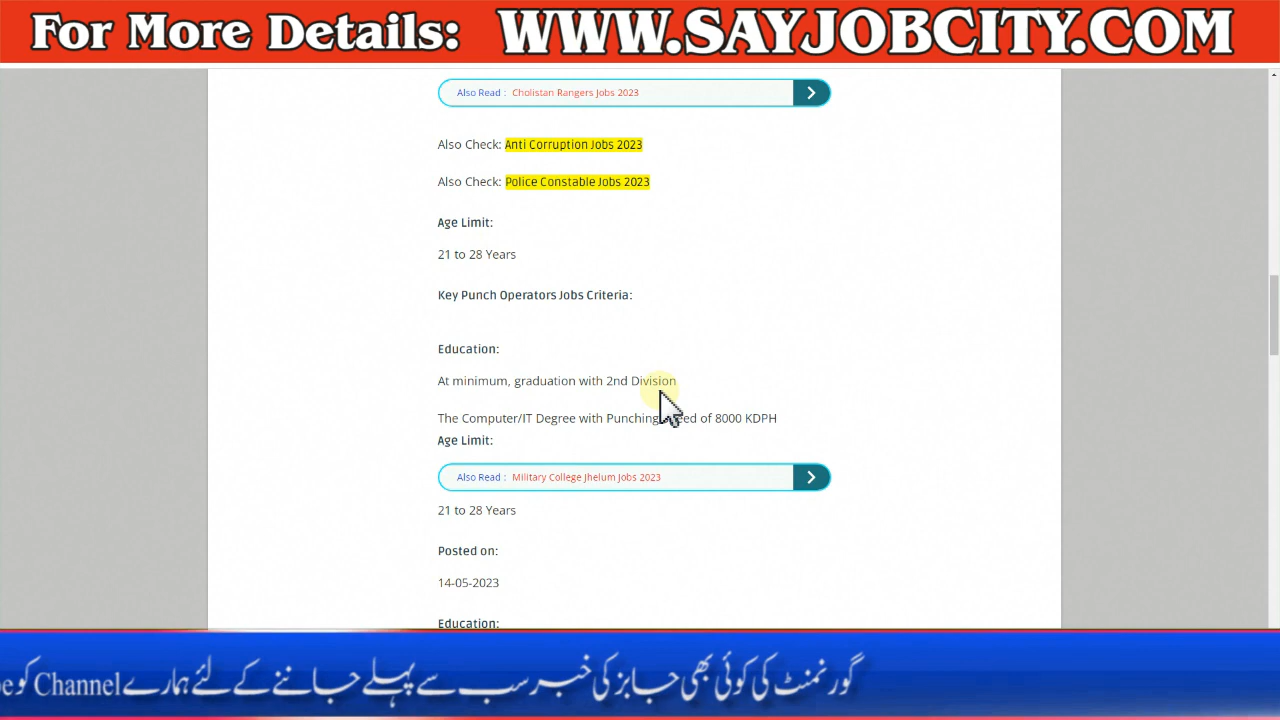 For More Details: WWW.SAYJOBCITY.COM
Also Read : Cholistan Rangers Jobs 2023
Also Check: Anti Corruption Jobs 2023
Also Check: Police Constable Jobs 2023
Age Limit:
21 to 28 Years
Key Punch Operators Jobs Criteria:
Education:
At minimum, graduation with 2nd Division
The Computer/IT Degree with Punching of 8000 KDPH
Age Limit:
Also Read : Military College Jhelum Jobs 2023
21 to 28 Years
Posted on:
14-05-2023
Education:
گورنمنٹ کی کوئی بھی جابز کی خبر سب سے پہلے جاننے کے لئے ہمارے Channel کو